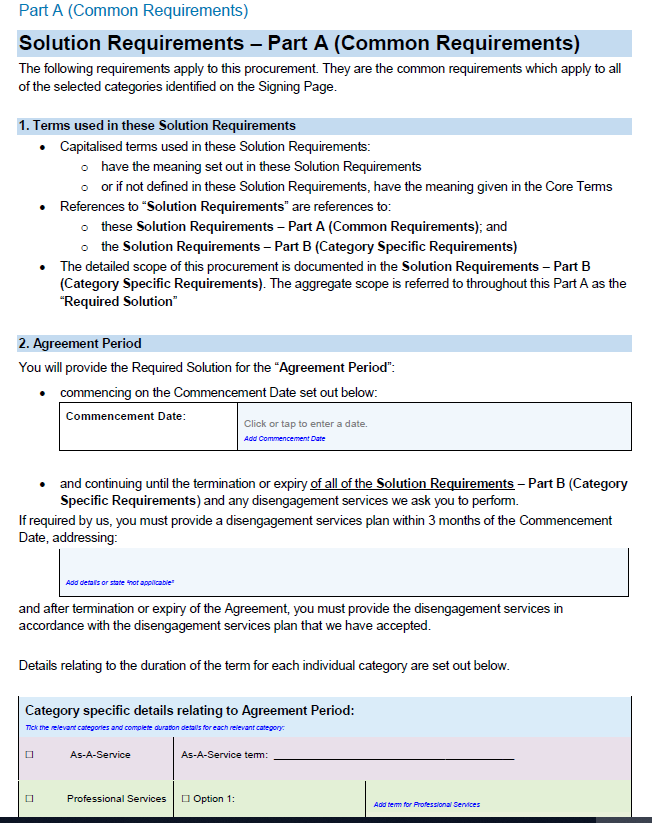 Part A (Common Requirements)
Solution Requirements – Part A (Common Requirements)
The following requirements apply to this procurement. They are the common requirements which apply to all
of the selected categories identified on the Signing Page.
1. Terms used in these Solution Requirements
• Capitalised terms used in these Solution Requirements:
o have the meaning set out in these Solution Requirements
o or if not defined in these Solution Requirements, have the meaning given in the Core Terms
• References to “Solution Requirements” are references to:
o these Solution Requirements – Part A (Common Requirements); and
o the Solution Requirements – Part B (Category Specific Requirements)
• The detailed scope of this procurement is documented in the Solution Requirements – Part B
(Category Specific Requirements). The aggregate scope is referred to throughout this Part A as the
“Required Solution”
2. Agreement Period
You will provide the Required Solution for the “Agreement Period”:
• commencing on the Commencement Date set out below:
Commencement Date:
Click or tap to enter a date.
Add Commencement Date
• and continuing until the termination or expiry of all of the Solution Requirements – Part B (Category
Specific Requirements) and any disengagement services we ask you to perform.
If required by us, you must provide a disengagement services plan within 3 months of the Commencement
Date, addressing:
Add details or state “not applicable”
and after termination or expiry of the Agreement, you must provide the disengagement services in
accordance with the disengagement services plan that we have accepted.
Details relating to the duration of the term for each individual category are set out below.
Category specific details relating to Agreement Period:
Tick the relevant categories and complete duration details for each relevant category:
☐ As-A-Service As-A-Service term: ____________________
☐ Professional Services ☐ Option 1: Add term for Professional Services